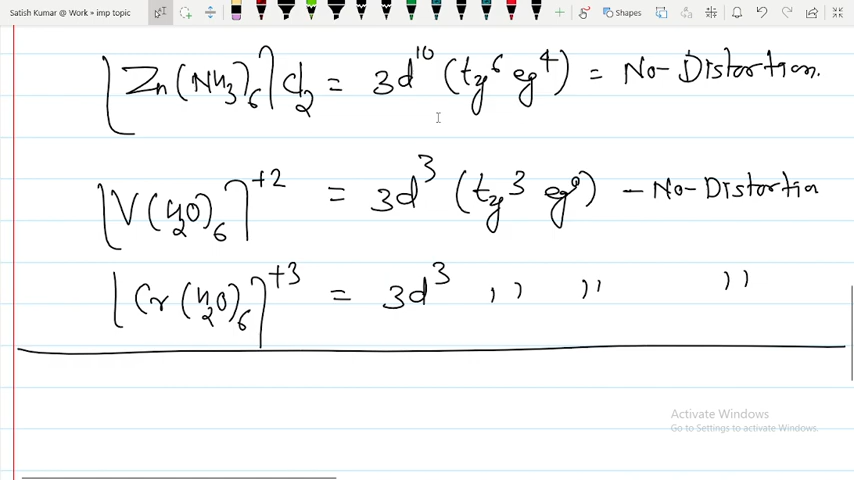 Satish Kumar @ Work » imp topic
Shapes
[Zn(NH3)6]Cl2 = 3d10 (t2g6 eg4) = No-Distortion.
[V(H2O)6]+2 = 3d3 (t2g3 eg0) - No-Distortion
[Cr(H2O)6]+3 = 3d3 ,, ,, ,,
Activate Windows
Go to Settings to activate Windows.